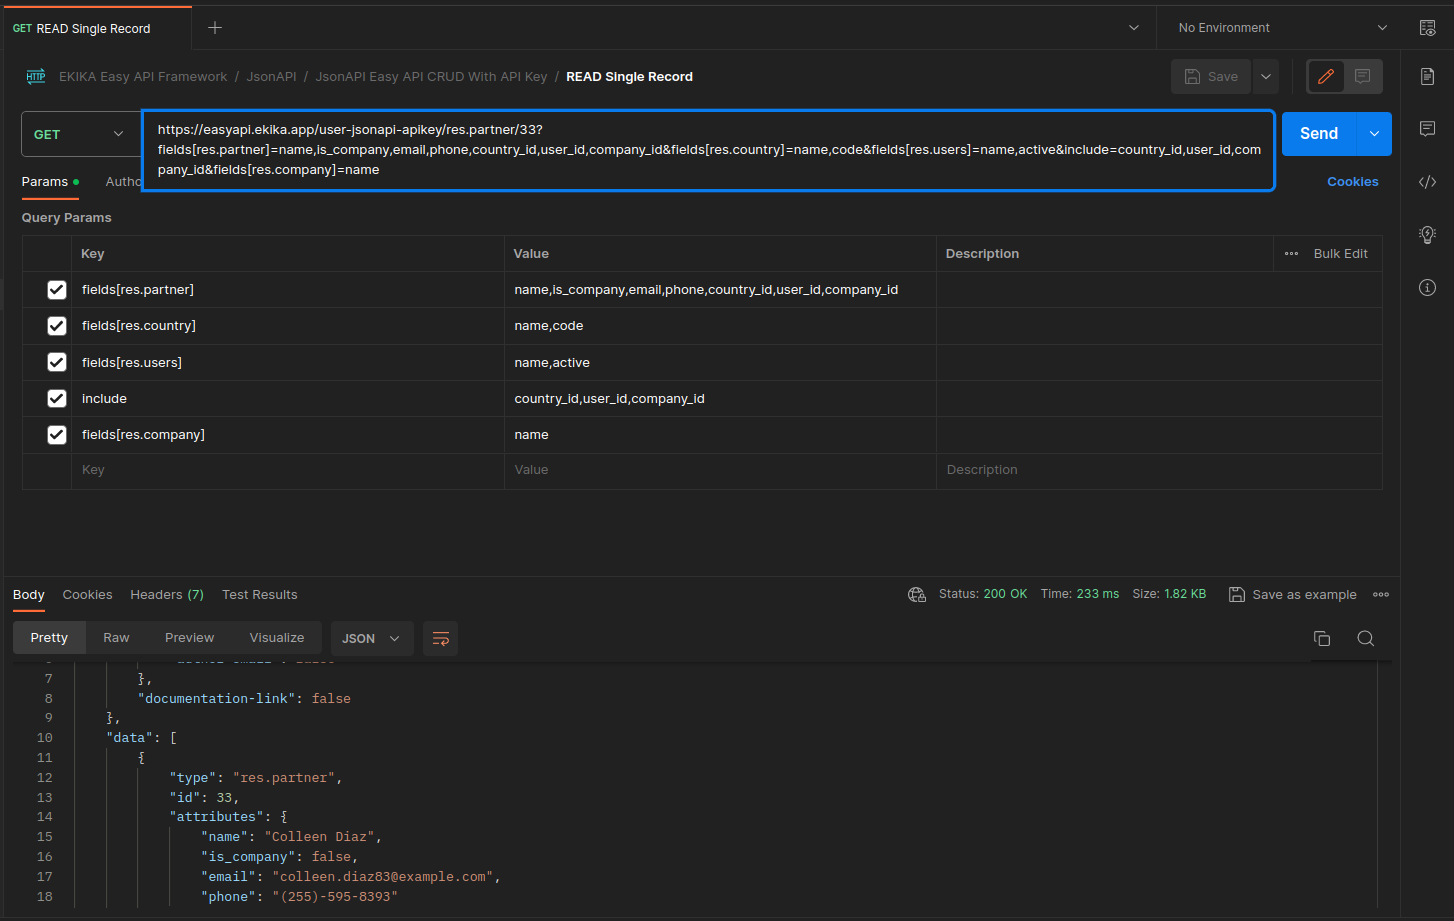 GET READ Single Record
No Environment
HTTP EKIKA Easy API Framework / JsonAPI / JsonAPI Easy API CRUD With API Key / READ Single Record
Save
GET
https://easyapi.ekika.app/user-jsonapi-apikey/res.partner/33?
fields[res.partner]=name,is_company,email,phone,country_id,user_id,company_id&fields[res.country]=name,code&fields[res.users]=name,active&include=country_id,user_id,com
pany_id&fields[res.company]=name
Send
Params Autho Cookies
Query Params
Key Value Description Bulk Edit
fields[res.partner] name,is_company,email,phone,country_id,user_id,company_id
fields[res.country] name,code
fields[res.users] name,active
include country_id,user_id,company_id
fields[res.company] name
Key Value Description
Body Cookies Headers (7) Test Results Status: 200 OK Time: 233 ms Size: 1.82 KB Save as example
Pretty Raw Preview Visualize JSON
7 },
8 "documentation-link": false
9 },
10 "data": [
11 {
12 "type": "res.partner",
13 "id": 33,
14 "attributes": {
15 "name": "Colleen Diaz",
16 "is_company": false,
17 "email": "colleen.diaz83@example.com",
18 "phone": "(255)-595-8393"